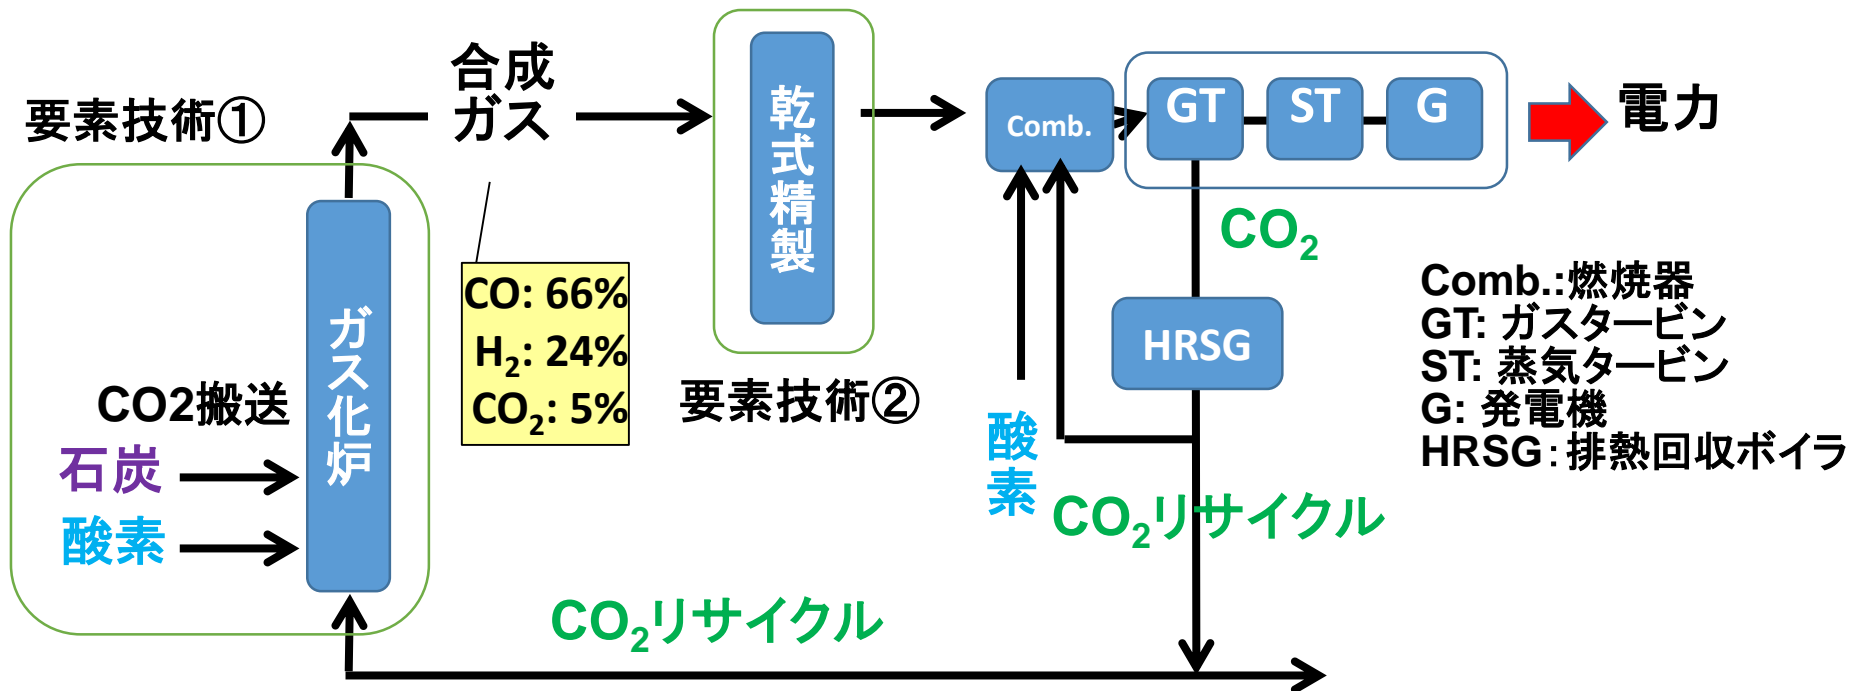 要素技術①
合成
ガス
乾式精製
Comb.
GT
ST
G
電力
CO₂
CO: 66%
H₂: 24%
CO₂: 5%
ガス化炉
CO2搬送
石炭
酸素
要素技術②
酸素
HRSG
CO₂リサイクル
CO₂リサイクル
Comb.:燃焼器
GT: ガスタービン
ST: 蒸気タービン
G: 発電機
HRSG：排熱回収ボイラ